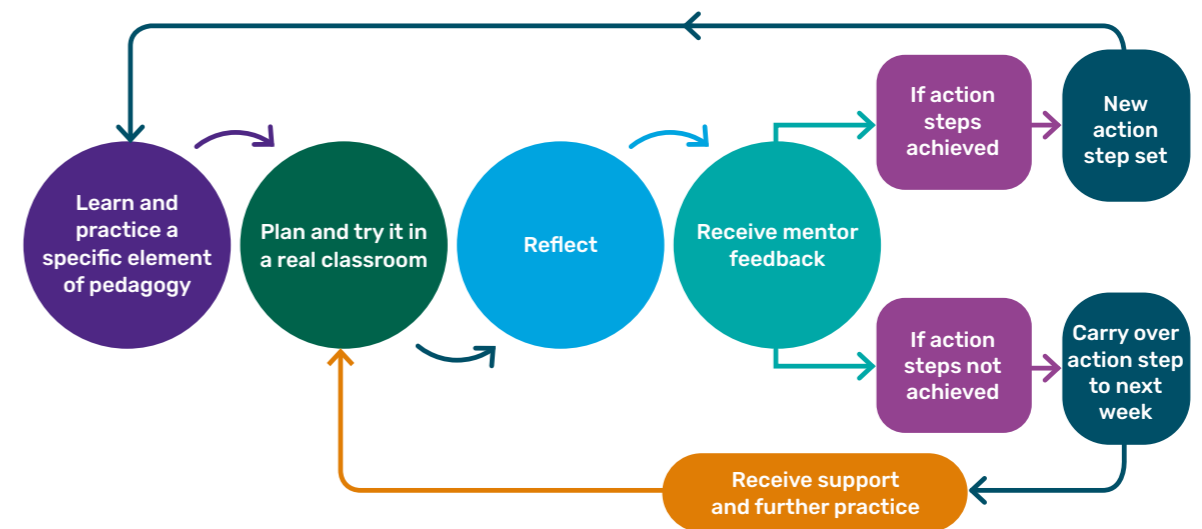 Learn and
practice a
specific element
of pedagogy
Plan and try it in
a real classroom
Reflect
Receive mentor
feedback
If action
steps
achieved
New
action
step set
If action
steps not
achieved
Carry over
action step
to next
week
Receive support
and further practice